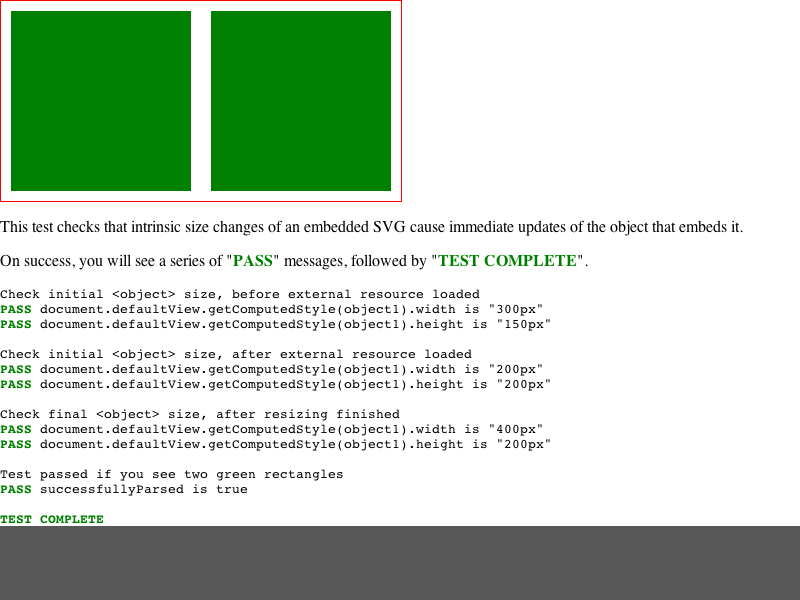 This test checks that intrinsic size changes of an embedded SVG cause immediate updates of the object that embeds it.
On success, you will see a series of "PASS" messages, followed by "TEST COMPLETE".
Check initial <object> size, before external resource loaded
PASS document.defaultView.getComputedStyle(object1).width is "300px"
PASS document.defaultView.getComputedStyle(object1).height is "150px"
Check initial <object> size, after external resource loaded
PASS document.defaultView.getComputedStyle(object1).width is "200px"
PASS document.defaultView.getComputedStyle(object1).height is "200px"
Check final <object> size, after resizing finished
PASS document.defaultView.getComputedStyle(object1).width is "400px"
PASS document.defaultView.getComputedStyle(object1).height is "200px"
Test passed if you see two green rectangles
PASS successfullyParsed is true
TEST COMPLETE